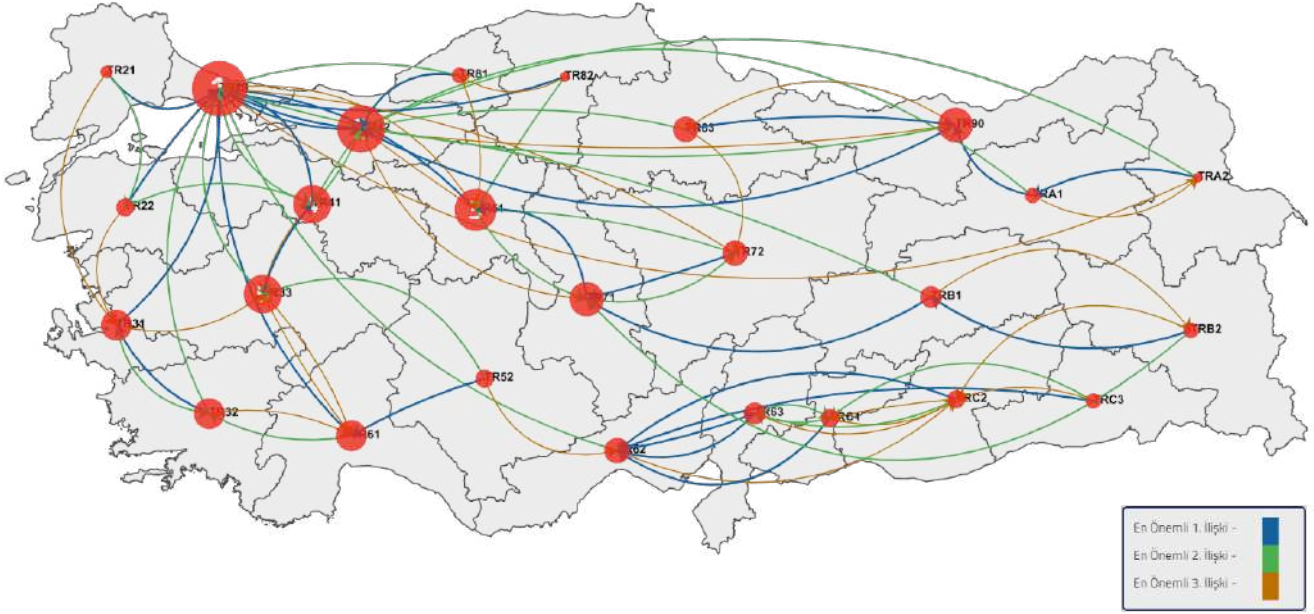 TR21
TR81
TR82
TR90
TRA2
TRA1
TR22
TR72
TRB1
TR33
TR31
TRB2
TR52
TR63
TRC2
TRC3
TR32
TR61
TR62
En Önemli 1. İlişki -
En Önemli 2. İlişki -
En Önemli 3. İlişki -